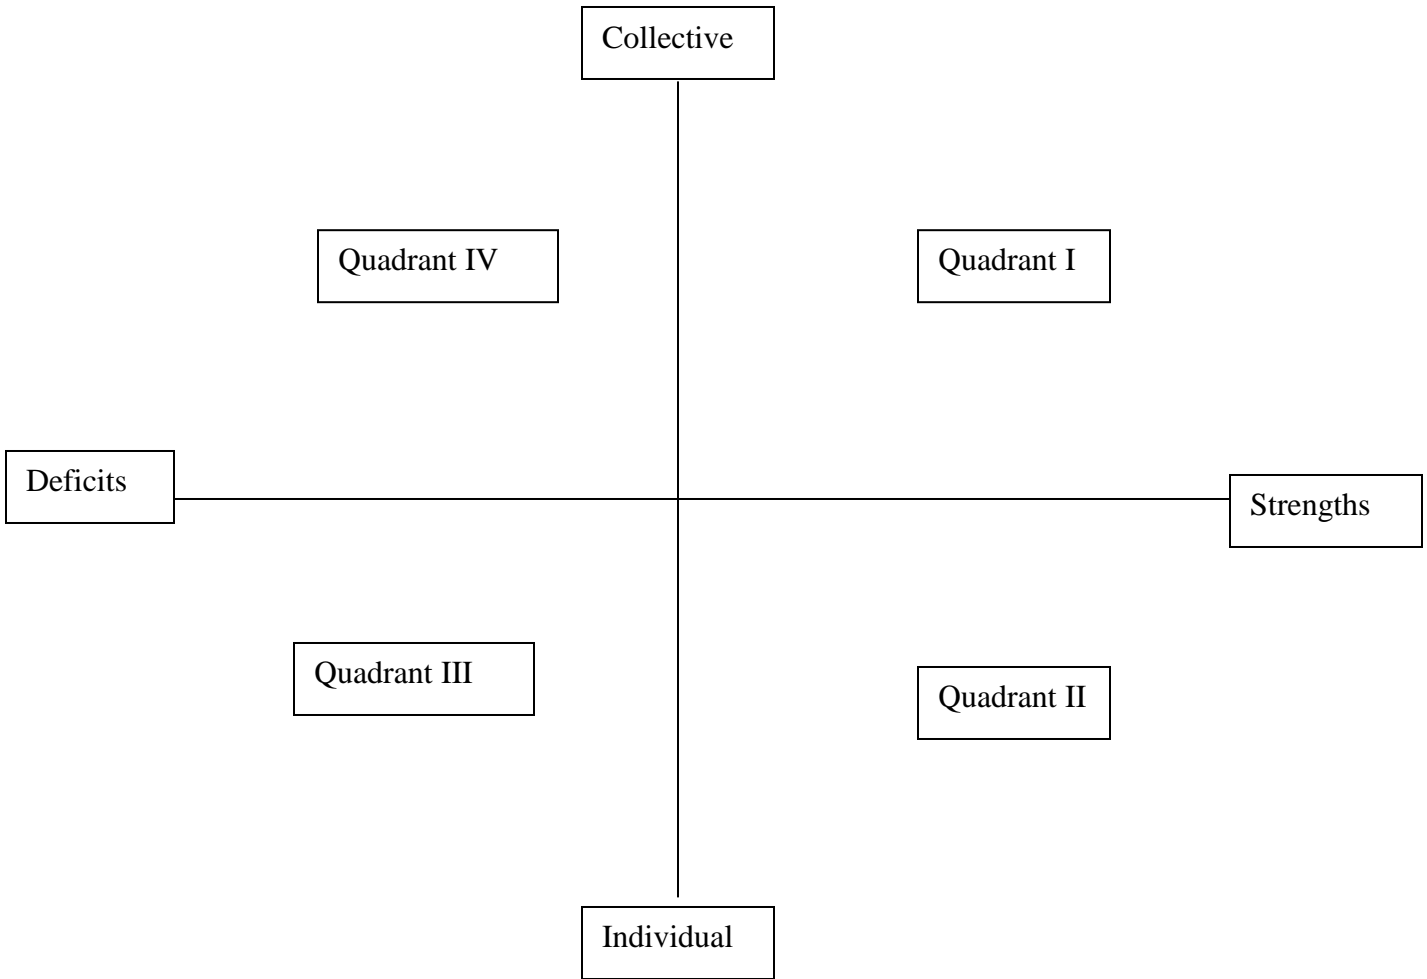 Collective
Quadrant IV
Quadrant I
Deficits
Strengths
Quadrant III
Quadrant II
Individual